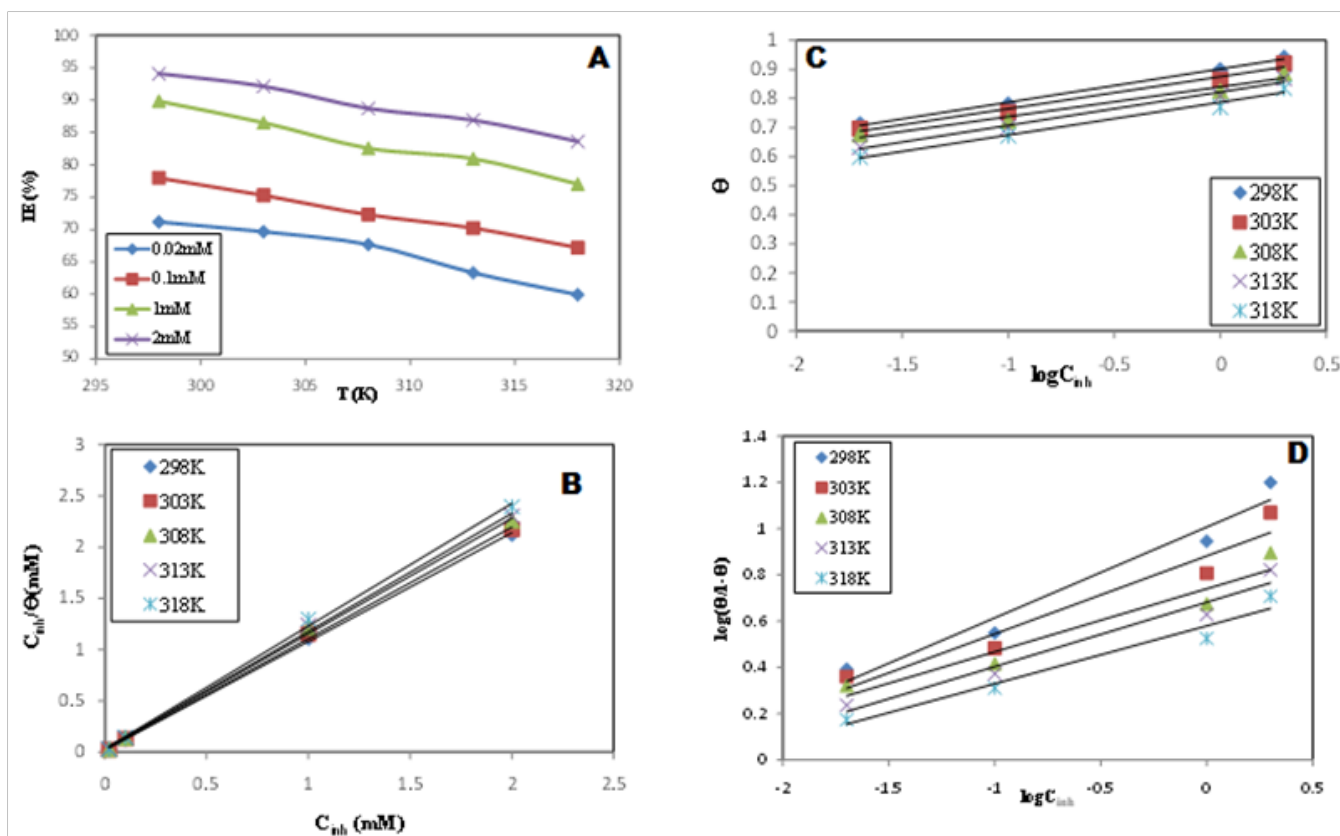 A
100
95
90
85
80
75
70
65
60
55
50
IE(%)
0.02mM
0.1mM
1mM
2mM
295 300 305 310 315 320
T(K)
C
1
0.9
0.8
0.7
0.6
0.5
0.4
0.3
0.2
0.1
0
Θ
298K
303K
308K
313K
318K
-2 -1.5 -1 -0.5 0 0.5
logCinh
B
3
2.5
2
1.5
1
0.5
0
Cinh/Θ(mM)
298K
303K
308K
313K
318K
0 0.5 1 1.5 2 2.5
Cinh (mM)
D
1.4
1.2
1
0.8
0.6
0.4
0.2
0
log(Θ/1-Θ)
298K
303K
308K
313K
318K
-2 -1.5 -1 -0.5 0 0.5
logCinh